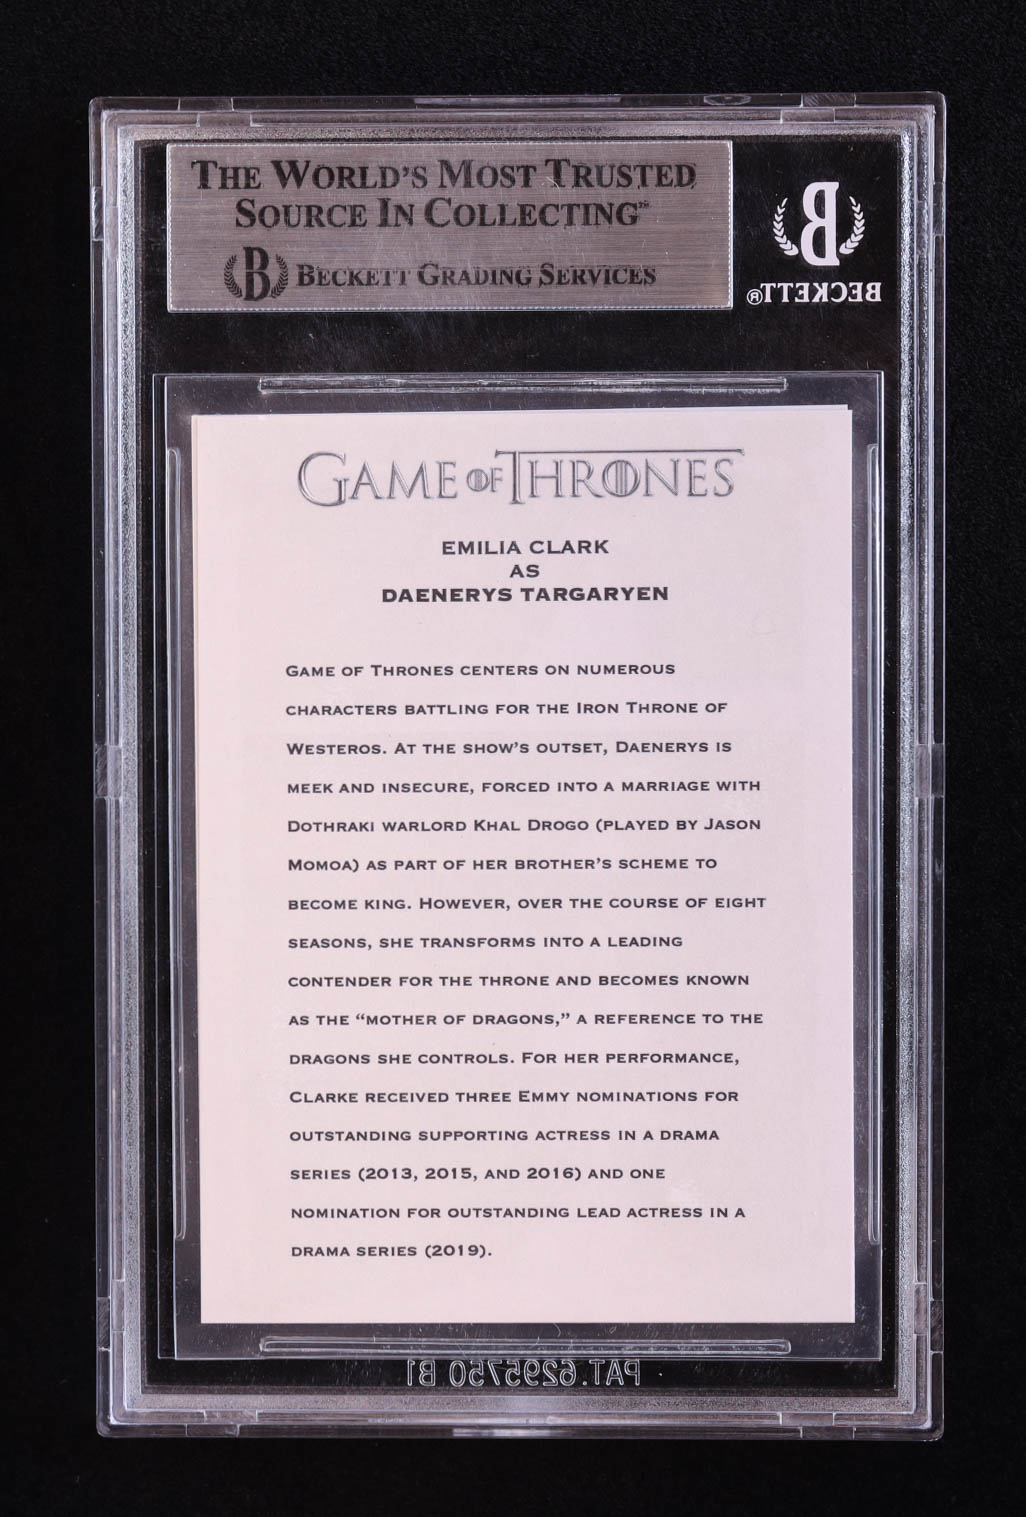 THE WORLD'S MOST TRUSTED
SOURCE IN COLLECTING™
B BECKETT GRADING SERVICES
B
BECKETT®
GAME OF THRONES
EMILIA CLARK
AS
DAENERYS TARGARYEN
GAME OF THRONES CENTERS ON NUMEROUS
CHARACTERS BATTLING FOR THE IRON THRONE OF
WESTEROS. AT THE SHOW'S OUTSET, DAENERYS IS
MEEK AND INSECURE, FORCED INTO A MARRIAGE WITH
DOTHRAKI WARLORD KHAL DROGO (PLAYED BY JASON
MOMOA) AS PART OF HER BROTHER'S SCHEME TO
BECOME KING. HOWEVER, OVER THE COURSE OF EIGHT
SEASONS, SHE TRANSFORMS INTO A LEADING
CONTENDER FOR THE THRONE AND BECOMES KNOWN
AS THE “MOTHER OF DRAGONS,” A REFERENCE TO THE
DRAGONS SHE CONTROLS. FOR HER PERFORMANCE,
CLARKE RECEIVED THREE EMMY NOMINATIONS FOR
OUTSTANDING SUPPORTING ACTRESS IN A DRAMA
SERIES (2013, 2015, AND 2016) AND ONE
NOMINATION FOR OUTSTANDING LEAD ACTRESS IN A
DRAMA SERIES (2019).
PAT.6295750 B1